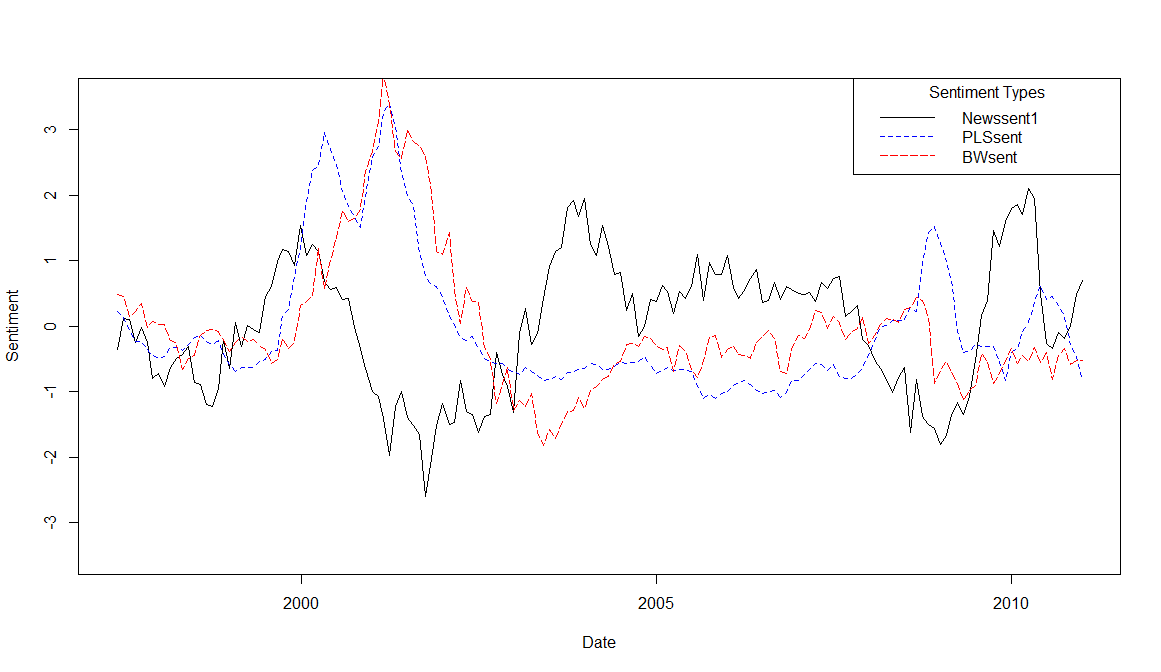 Sentiment Types
Newssent1
PLSsent
BWsent
Sentiment
3
2
1
0
-1
-2
-3
2000
2005
2010
Date